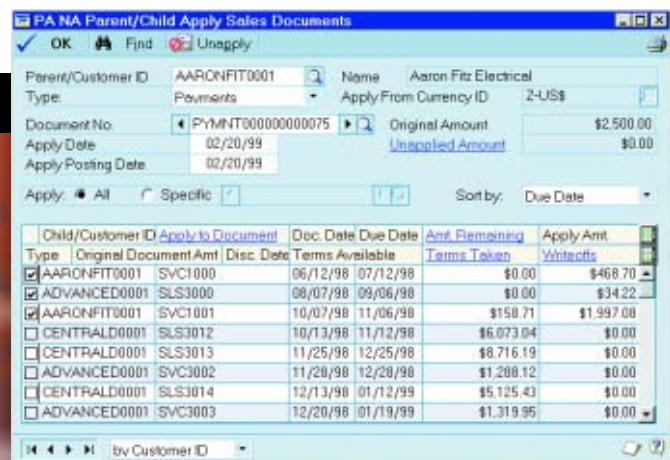 PA NA Parent/Child Apply Sales Documents
OK Find Unapply
Parent/Customer ID AARONFIT0001 Name Aaron Fitz Electrical
Type: Payments Apply From Currency ID Z-US$
Document No. PYMNT000000000075 Original Amount $2,500.00
Apply Date 02/20/99 Unapplied Amount $0.00
Apply Posting Date 02/20/99
Apply: All Specific Sort by: Due Date
Child/Customer ID Apply to Document Doc. Date Due Date Amt. Remaining Apply Amt.
Type Original Document Amt Disc. Date Terms Available Terms Taken Writeoffs
AARONFIT0001 SVC1000 06/12/98 07/12/98 $0.00 $468.70
ADVANCED0001 SLS3000 08/07/98 09/06/98 $0.00 $34.22
AARONFIT0001 SVC1001 10/07/98 11/06/98 $158.71 $1,997.08
CENTRALD0001 SLS3012 10/13/98 11/12/98 $6,073.04 $0.00
CENTRALD0001 SLS3013 11/25/98 12/25/98 $8,716.19 $0.00
ADVANCED0001 SVC3002 11/28/98 12/28/98 $1,288.12 $0.00
CENTRALD0001 SLS3014 12/13/98 01/12/99 $5,125.43 $0.00
ADVANCED0001 SVC3003 12/20/98 01/19/99 $1,319.95 $0.00
by Customer ID